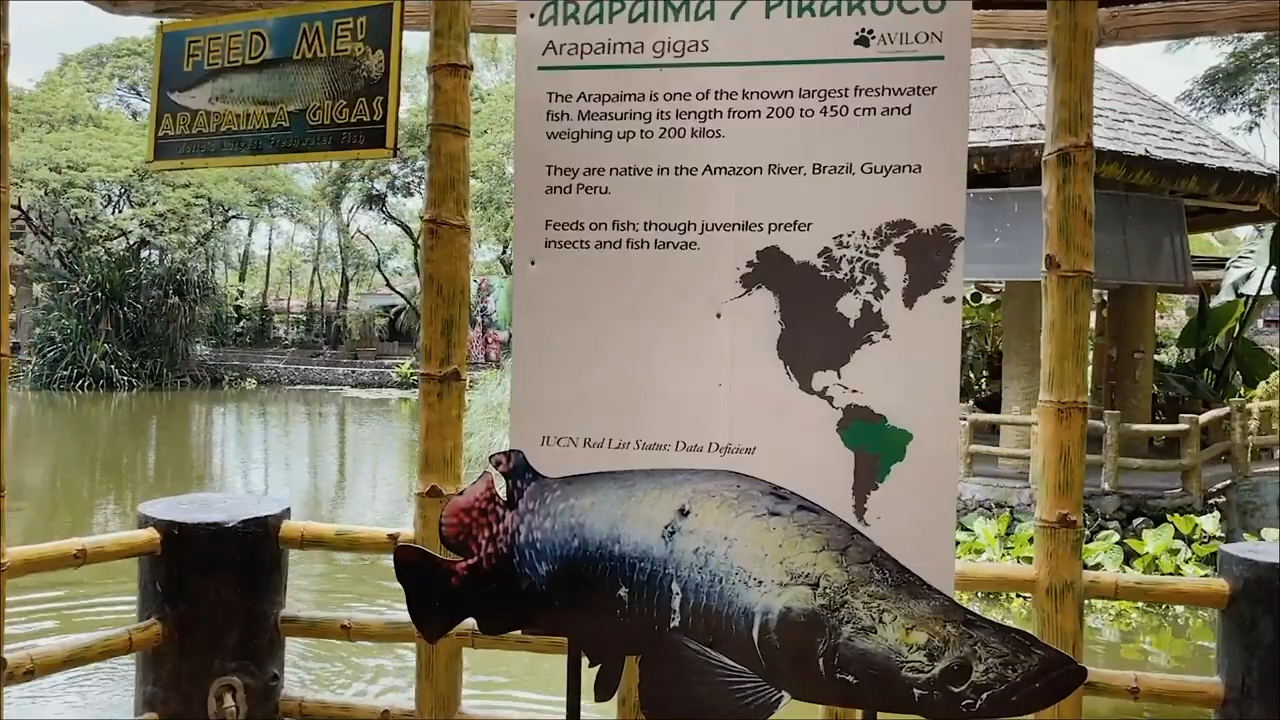 FEED ME!
ARAPAIMA GIGAS
World's Largest Freshwater Fish
ARAPAIMA / PIRARUCU
Arapaima gigas
AVILON
The Arapaima is one of the known largest freshwater
fish. Measuring its length from 200 to 450 cm and
weighing up to 200 kilos.
They are native in the Amazon River, Brazil, Guyana
and Peru.
Feeds on fish; though juveniles prefer
insects and fish larvae.
IUCN Red List Status: Data Deficient